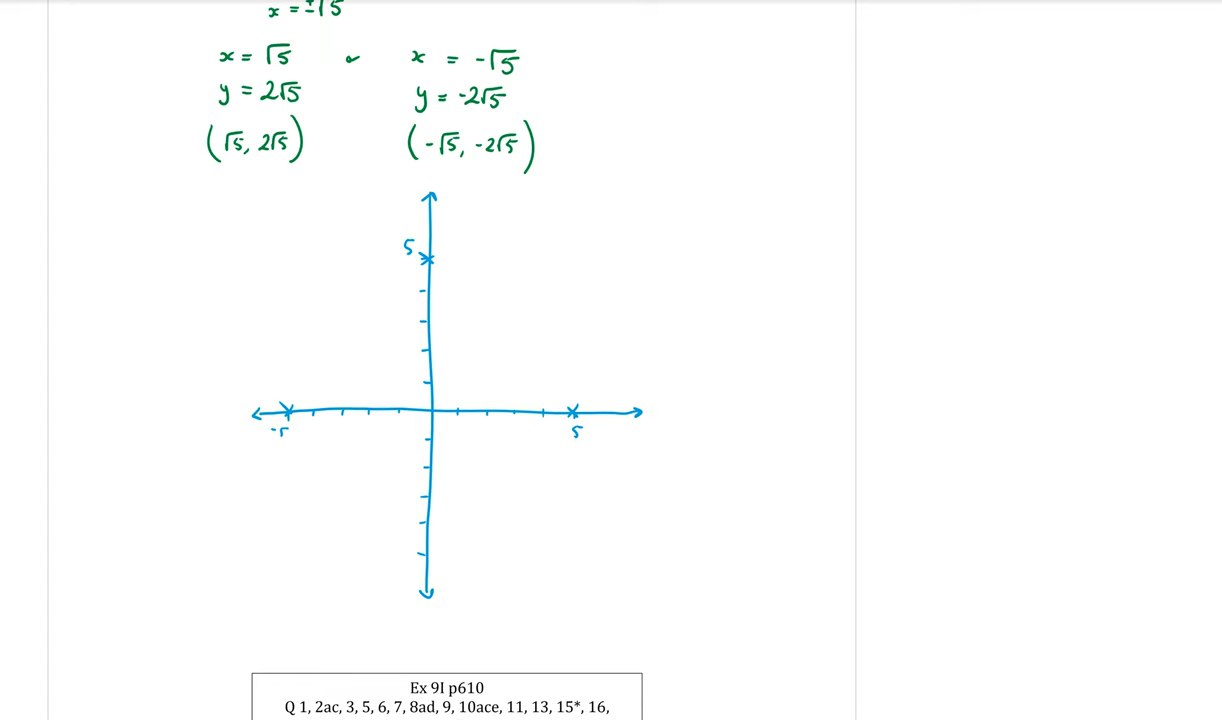 x = ±√5
x = √5 or x = -√5
y = 2√5 y = -2√5
(√5, 2√5) (-√5, -2√5)
5
-5 5
Ex 9I p610
Q 1, 2ac, 3, 5, 6, 7, 8ad, 9, 10ace, 11, 13, 15*, 16,